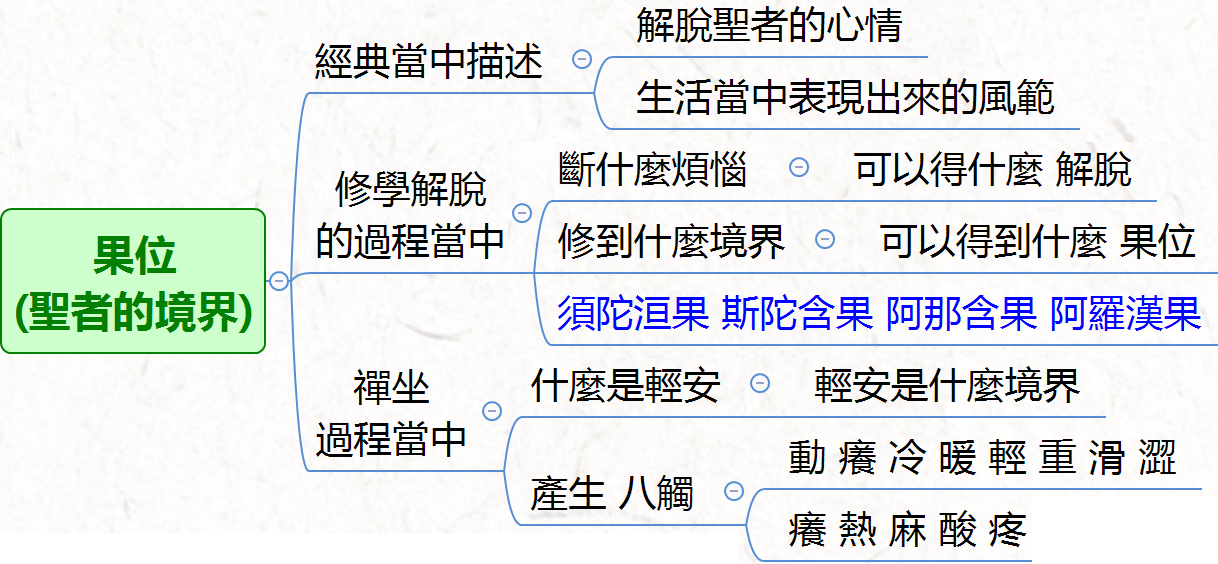 果位
(聖者的境界)
經典當中描述
解脫聖者的心情
生活當中表現出來的風範
修學解脫
的過程當中
斷什麼煩惱
可以得什麼 解脫
修到什麼境界
可以得到什麼 果位
須陀洹果 斯陀含果 阿那含果 阿羅漢果
禪坐
過程當中
什麼是輕安
輕安是什麼境界
產生 八觸
動 癢 冷 暖 輕 重 滑 澀
癢 熱 麻 酸 疼